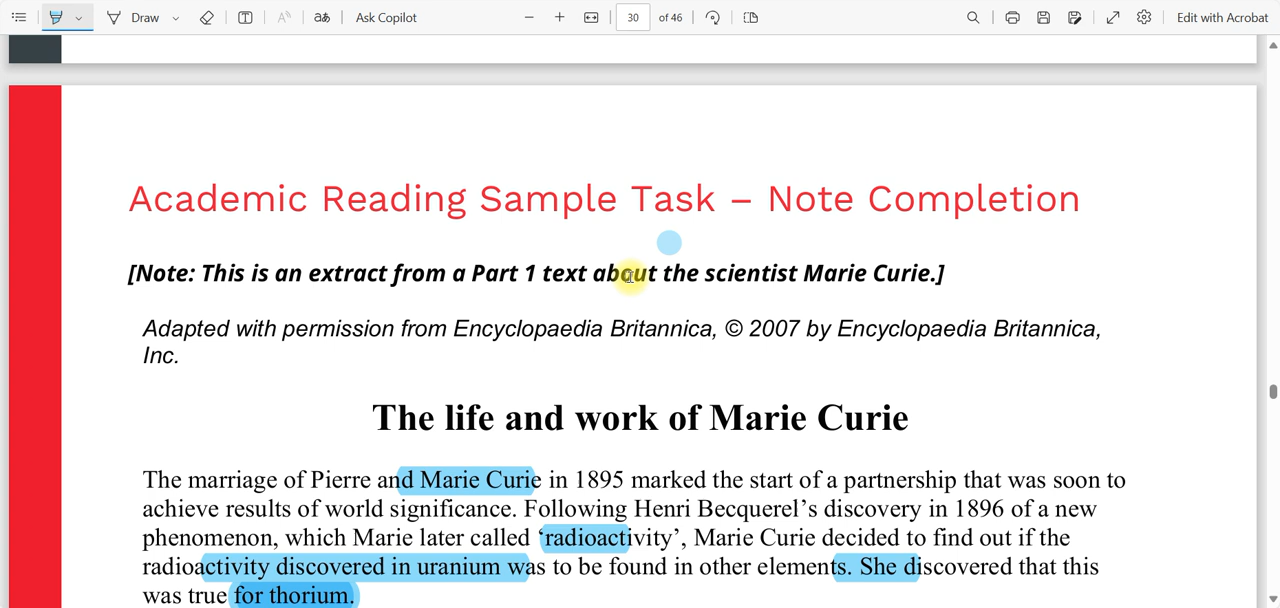 Draw Ask Copilot 30 of 46 Edit with Acrobat
Academic Reading Sample Task – Note Completion
[Note: This is an extract from a Part 1 text about the scientist Marie Curie.]
Adapted with permission from Encyclopaedia Britannica, © 2007 by Encyclopaedia Britannica,
Inc.
The life and work of Marie Curie
The marriage of Pierre and Marie Curie in 1895 marked the start of a partnership that was soon to
achieve results of world significance. Following Henri Becquerel’s discovery in 1896 of a new
phenomenon, which Marie later called ‘radioactivity’, Marie Curie decided to find out if the
radioactivity discovered in uranium was to be found in other elements. She discovered that this
was true for thorium.